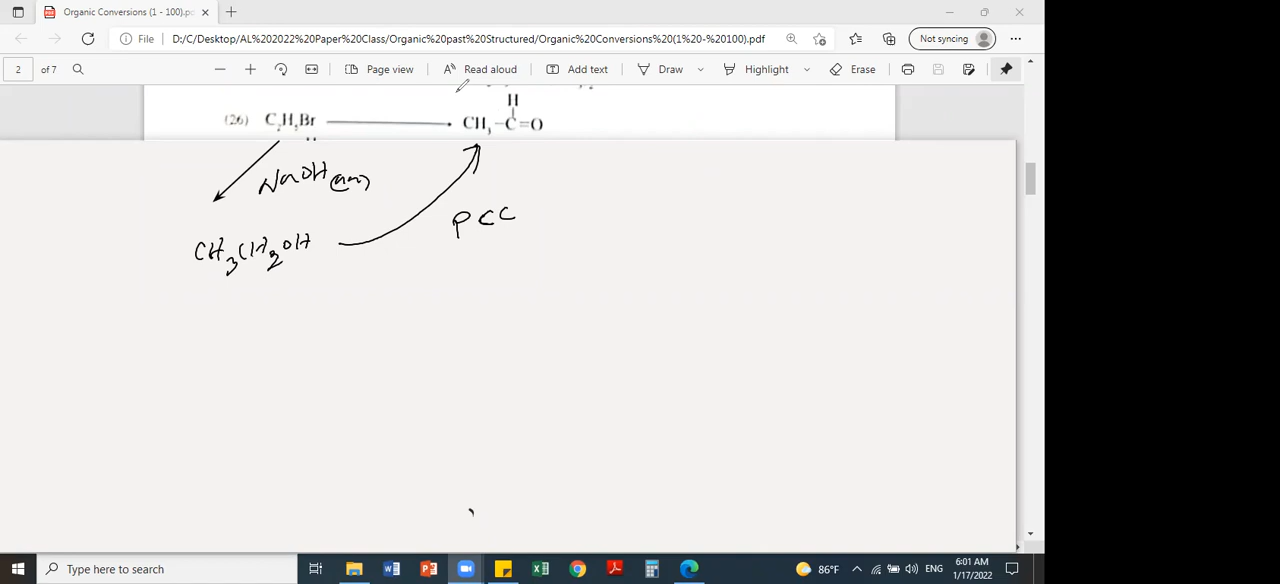 Organic Conversions (1 - 100).pc
File D:/C/Desktop/AL%202022%20Paper%20Class/Organic%20past%20Structured/Organic%20Conversions%20(1%20-%20100).pdf Not syncing
2 of 7 Page view Read aloud Add text Draw Highlight Erase
H
(26) C₂H₅Br CH₃ – C = O
NaOH
PCC
CH₃CH₂OH
Type here to search 86°F ENG 6:01 AM
1/17/2022